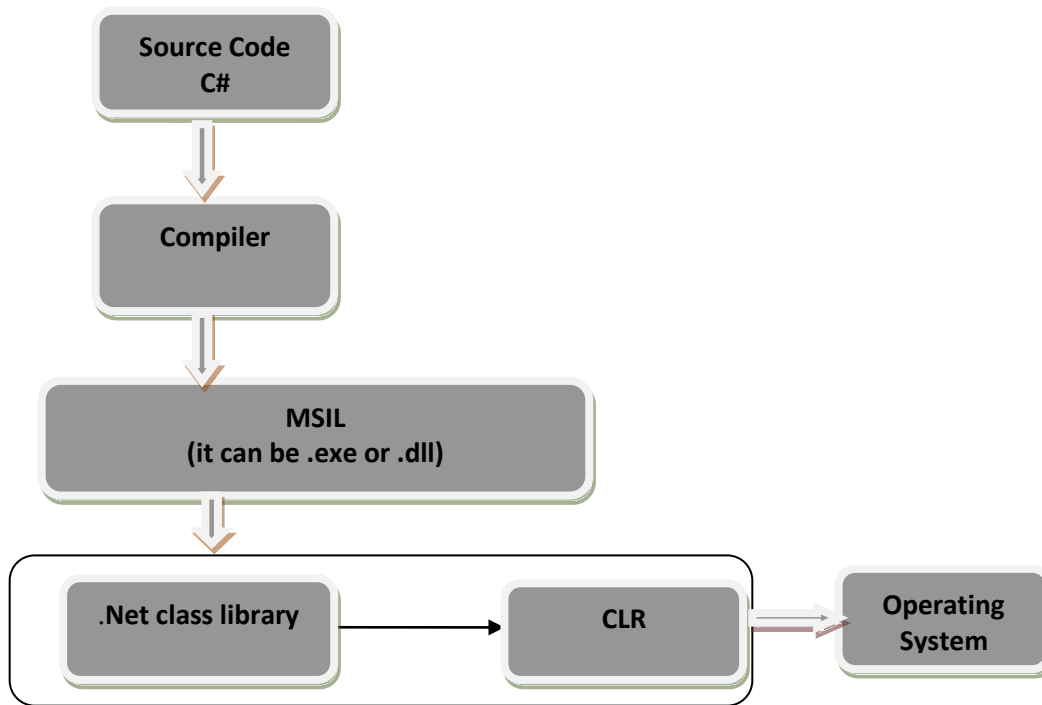 Source Code
C#
Compiler
MSIL
(it can be .exe or .dll)
.Net class library
CLR
Operating
System